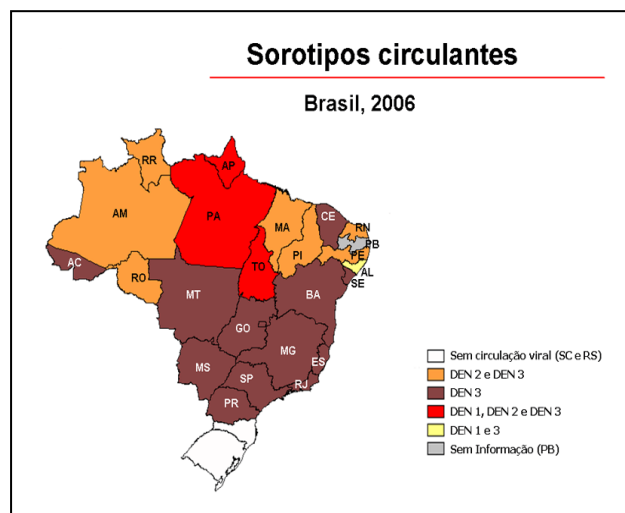 Sorotipos circulantes
Brasil, 2006
RR
AP
AM
PA
MA
CE
RN
PB
PE
AL
SE
PI
TO
AC
RO
MT
BA
GO
MG
ES
MS
SP
RJ
PR
Sem circulação viral (SC e RS)
DEN 2 e DEN 3
DEN 3
DEN 1, DEN 2 e DEN 3
DEN 1 e 3
Sem Informação (PB)